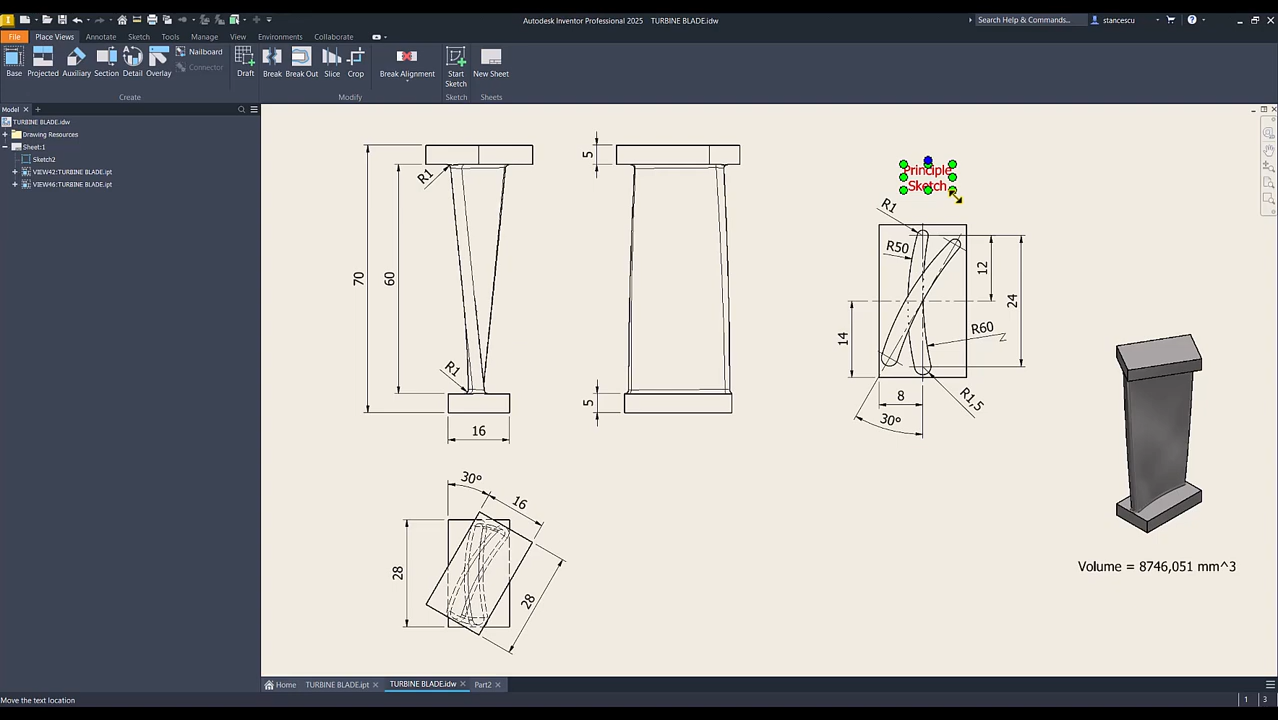 Autodesk Inventor Professional 2025 TURBINE BLADE.idw
Search Help & Commands...
stancescu
File
Place Views
Annotate
Sketch
Tools
Manage
View
Environments
Collaborate
Base
Projected
Auxiliary
Section
Detail
Overlay
Nailboard
Connector
Draft
Break
Break Out
Slice
Crop
Break Alignment
Start
Sketch
New Sheet
Create
Modify
Sketch
Sheets
Model
TURBINE BLADE.idw
Drawing Resources
Sheet:1
Sketch2
VIEW42:TURBINE BLADE.ipt
VIEW46:TURBINE BLADE.ipt
R1
70
60
R1
16
5
5
Principle
Sketch
R1
R50
12
24
14
R60
8
R1,5
30°
30°
16
28
28
Volume = 8746,051 mm^3
Home
TURBINE BLADE.ipt
TURBINE BLADE.idw
Part2
Move the text location
1
3